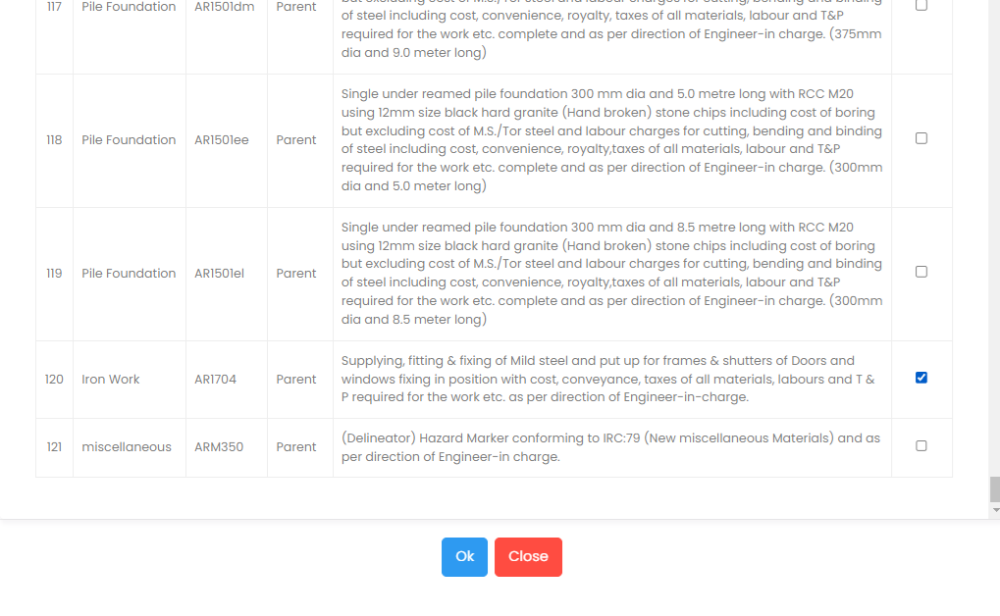 117 Pile Foundation AR1501dm Parent
but excluding cost of M.S./Tor steel and labour charges for cutting, bending and binding
of steel including cost, convenience, royalty, taxes of all materials, labour and T&P
required for the work etc. complete and as per direction of Engineer-in charge. (375mm
dia and 9.0 meter long)
118 Pile Foundation AR1501ee Parent
Single under reamed pile foundation 300 mm dia and 5.0 metre long with RCC M20
using 12mm size black hard granite (Hand broken) stone chips including cost of boring
but excluding cost of M.S./Tor steel and labour charges for cutting, bending and binding
of steel including cost, convenience, royalty,taxes of all materials, labour and T&P
required for the work etc. complete and as per direction of Engineer-in charge. (300mm
dia and 5.0 meter long)
119 Pile Foundation AR1501el Parent
Single under reamed pile foundation 300 mm dia and 8.5 metre long with RCC M20
using 12mm size black hard granite (Hand broken) stone chips including cost of boring
but excluding cost of M.S./Tor steel and labour charges for cutting, bending and binding
of steel including cost, convenience, royalty,taxes of all materials, labour and T&P
required for the work etc. complete and as per direction of Engineer-in charge. (300mm
dia and 8.5 meter long)
120 Iron Work AR1704 Parent
Supplying, fitting & fixing of Mild steel and put up for frames & shutters of Doors and
windows fixing in position with cost, conveyance, taxes of all materials, labours and T &
P required for the work etc. as per direction of Engineer-in-charge.
121 miscellaneous ARM350 Parent
(Delineator) Hazard Marker conforming to IRC:79 (New miscellaneous Materials) and as
per direction of Engineer-in charge.
Ok Close